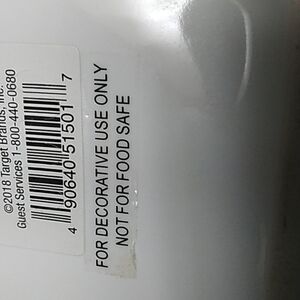 ©2018 Target Brands, Inc.
Guest Services 1-800-440-0680
4 90640 51501 7
FOR DECORATIVE USE ONLY
NOT FOR FOOD SAFE